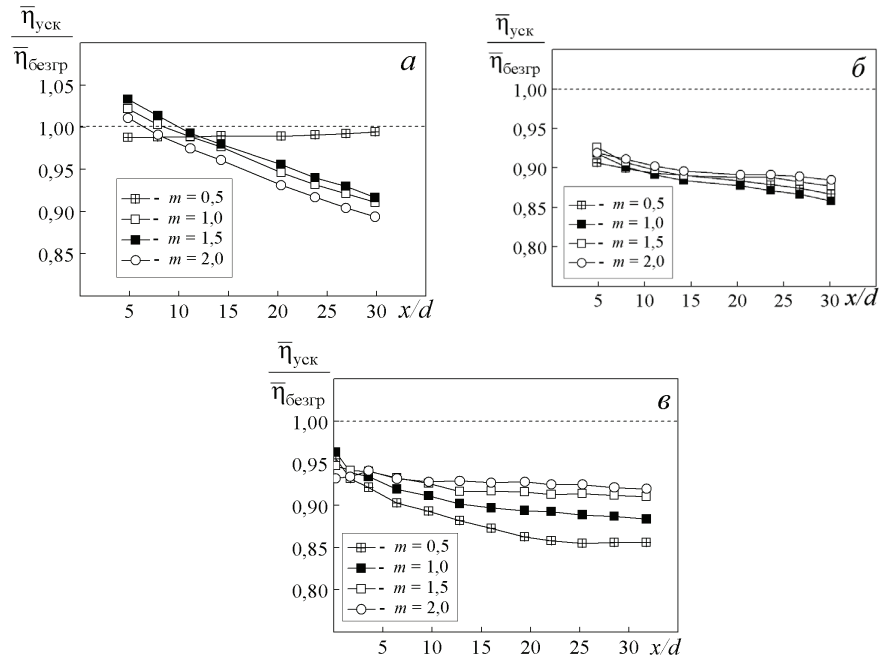 η̅уск
η̅безгр
а
1,05
1,00
0,95
0,90
0,85
- m = 0,5
- m = 1,0
- m = 1,5
- m = 2,0
5 10 15 20 25 30 x/d
η̅уск
η̅безгр
б
1,00
0,95
0,90
0,85
0,80
- m = 0,5
- m = 1,0
- m = 1,5
- m = 2,0
5 10 15 20 25 30 x/d
η̅уск
η̅безгр
в
1,00
0,95
0,90
0,85
0,80
- m = 0,5
- m = 1,0
- m = 1,5
- m = 2,0
5 10 15 20 25 30 x/d